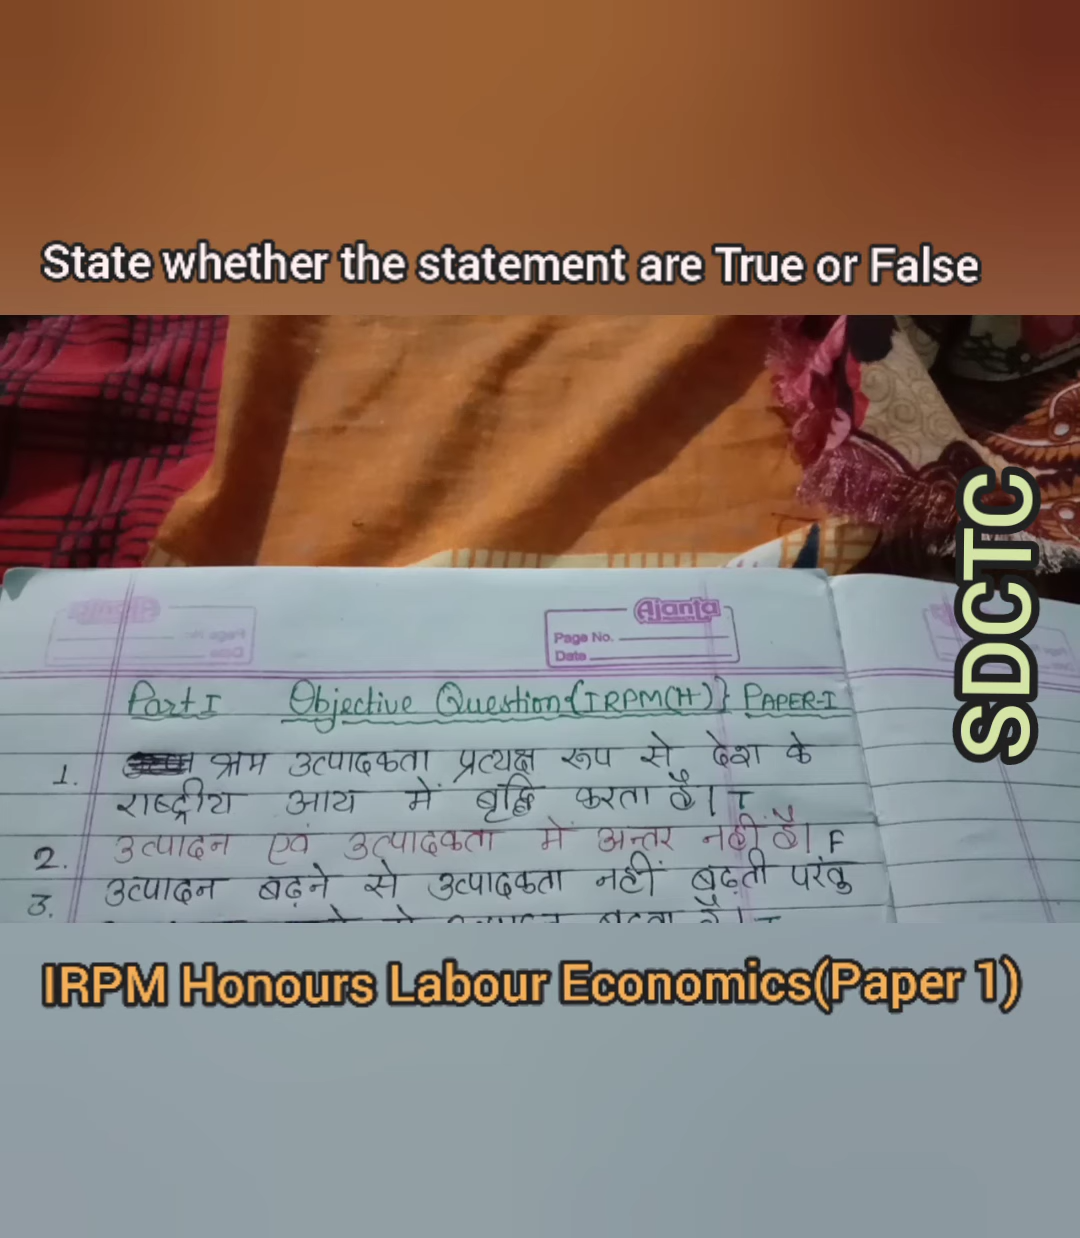 State whether the statement are True or False
SDCTC
Ajanta
Page No.
Date
Part I Objective Question {IRPM(H)} PAPER-I
1. श्रम उत्पादकता प्रत्यक्ष रूप से देश के
राष्ट्रीय आय में बृद्धि करता है। T
2. उत्पादन एवं उत्पादकता में अन्तर नहीं है। F
3. उत्पादन बढ़ने से उत्पादकता नहीं बढ़ती परंतु
IRPM Honours Labour Economics(Paper 1)